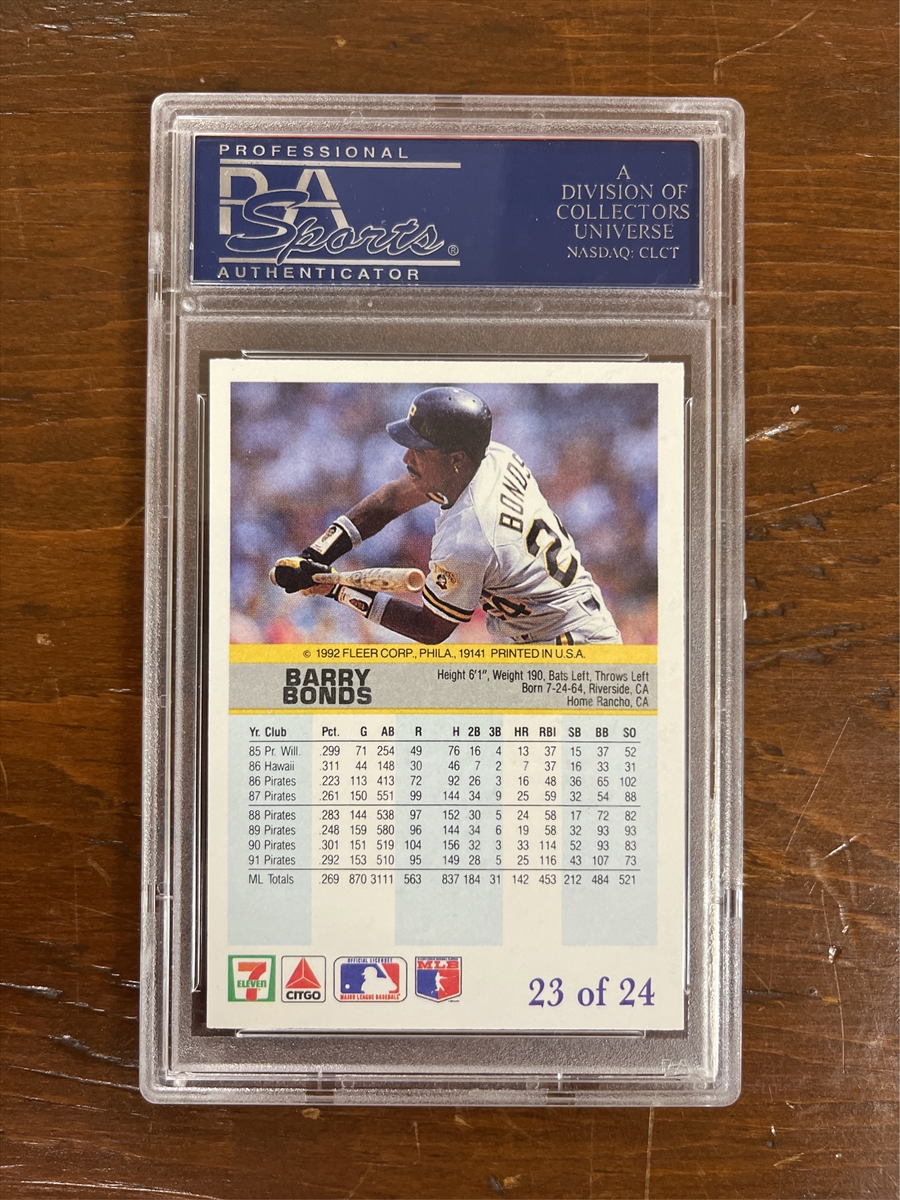 PROFESSIONAL
PSA
Sports®
AUTHENTICATOR
A
DIVISION OF
COLLECTORS
UNIVERSE
NASDAQ: CLCT
P
BONDS
24
24
© 1992 FLEER CORP., PHILA., 19141 PRINTED IN U.S.A.
BARRY
BONDS
Height 6'1", Weight 190, Bats Left, Throws Left
Born 7-24-64, Riverside, CA
Home Rancho, CA
Yr. Club Pct. G AB R H 2B 3B HR RBI SB BB SO
85 Pr. Will. .299 71 254 49 76 16 4 13 37 15 37 52
86 Hawaii .311 44 148 30 46 7 2 7 37 16 33 31
86 Pirates .223 113 413 72 92 26 3 16 48 36 65 102
87 Pirates .261 150 551 99 144 34 9 25 59 32 54 88
88 Pirates .283 144 538 97 152 30 5 24 58 17 72 82
89 Pirates .248 159 580 96 144 34 6 19 58 32 93 93
90 Pirates .301 151 519 104 156 32 3 33 114 52 93 83
91 Pirates .292 153 510 95 149 28 5 25 116 43 107 73
ML Totals .269 870 3111 563 837 184 31 142 453 212 484 521
7
ELEVEN
CITGO
OFFICIAL LICENSEE
MAJOR LEAGUE BASEBALL
MLB
23 of 24